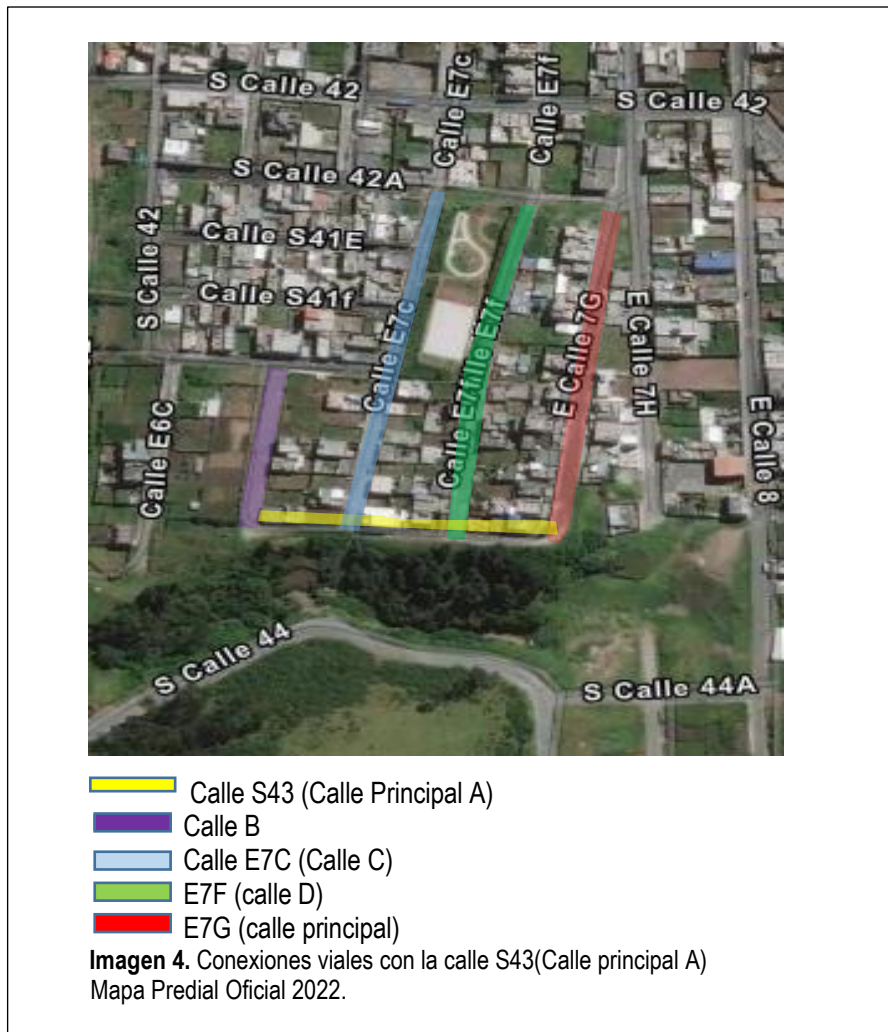 S Calle 42
Calle E7c
Calle E7f
S Calle 42
S Calle 42A
S Calle 42
Calle S41E
Calle S41f
Calle E7c
Calle E7f
E Calle 7G
E Calle 7H
Calle E6C
E Calle 8
S Calle 44
S Calle 44A
Calle S43 (Calle Principal A)
Calle B
Calle E7C (Calle C)
E7F (calle D)
E7G (calle principal)
Imagen 4. Conexiones viales con la calle S43(Calle principal A)
Mapa Predial Oficial 2022.